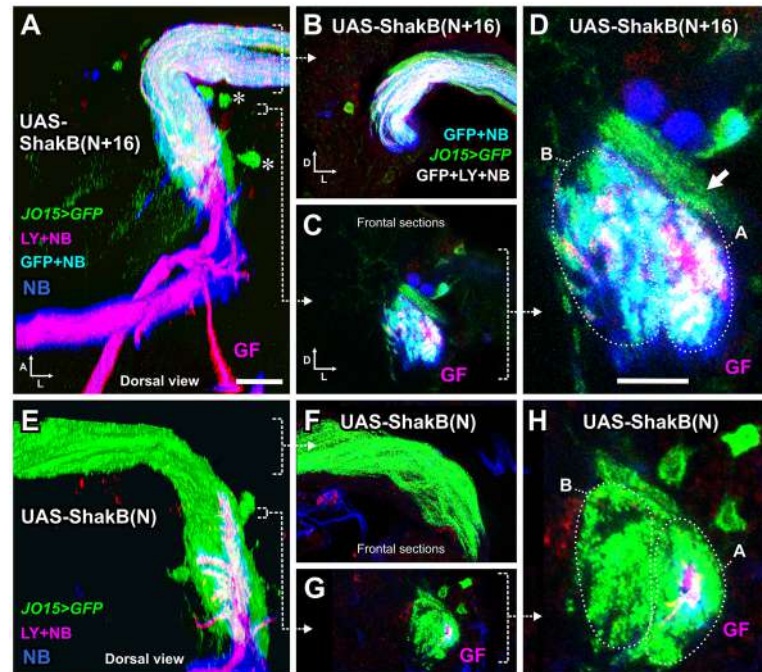 A
UAS-
ShakB(N+16)
*
*
JO15>GFP
LY+NB
GFP+NB
NB
GF
A
L
Dorsal view
B
UAS-ShakB(N+16)
GFP+NB
JO15>GFP
GFP+LY+NB
D
L
C
Frontal sections
D
L
GF
D
UAS-ShakB(N+16)
B
A
GF
E
UAS-ShakB(N)
JO15>GFP
LY+NB
NB
Dorsal view
F
UAS-ShakB(N)
Frontal sections
G
GF
H
UAS-ShakB(N)
B
A
GF